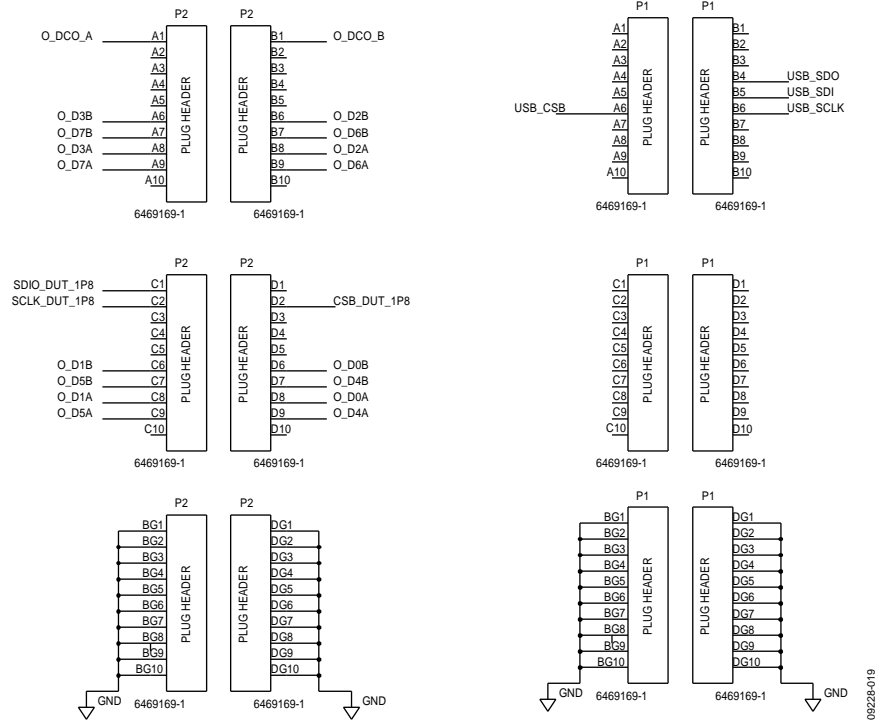 P2 P2
O_DCO_A A1 B1 O_DCO_B
A2 B2
A3 B3
A4 B4
A5 B5
O_D3B A6 B6 O_D2B
O_D7B A7 B7 O_D6B
O_D3A A8 B8 O_D2A
O_D7A A9 B9 O_D6A
A10 B10
PLUG HEADER PLUG HEADER
6469169-1 6469169-1
P1 P1
A1 B1
A2 B2
A3 B3
A4 B4 USB_SDO
A5 B5 USB_SDI
USB_CSB A6 B6 USB_SCLK
A7 B7
A8 B8
A9 B9
A10 B10
PLUG HEADER PLUG HEADER
6469169-1 6469169-1
P2 P2
SDIO_DUT_1P8 C1 D1
SCLK_DUT_1P8 C2 D2 CSB_DUT_1P8
C3 D3
C4 D4
C5 D5
O_D1B C6 D6 O_D0B
O_D5B C7 D7 O_D4B
O_D1A C8 D8 O_D0A
O_D5A C9 D9 O_D4A
C10 D10
PLUG HEADER PLUG HEADER
6469169-1 6469169-1
P1 P1
C1 D1
C2 D2
C3 D3
C4 D4
C5 D5
C6 D6
C7 D7
C8 D8
C9 D9
C10 D10
PLUG HEADER PLUG HEADER
6469169-1 6469169-1
P2 P2
BG1 DG1
BG2 DG2
BG3 DG3
BG4 DG4
BG5 DG5
BG6 DG6
BG7 DG7
BG8 DG8
BG9 DG9
BG10 DG10
PLUG HEADER PLUG HEADER
GND 6469169-1 6469169-1 GND
P1 P1
BG1 DG1
BG2 DG2
BG3 DG3
BG4 DG4
BG5 DG5
BG6 DG6
BG7 DG7
BG8 DG8
BG9 DG9
BG10 DG10
PLUG HEADER PLUG HEADER
GND 6469169-1 6469169-1 GND
09228-019